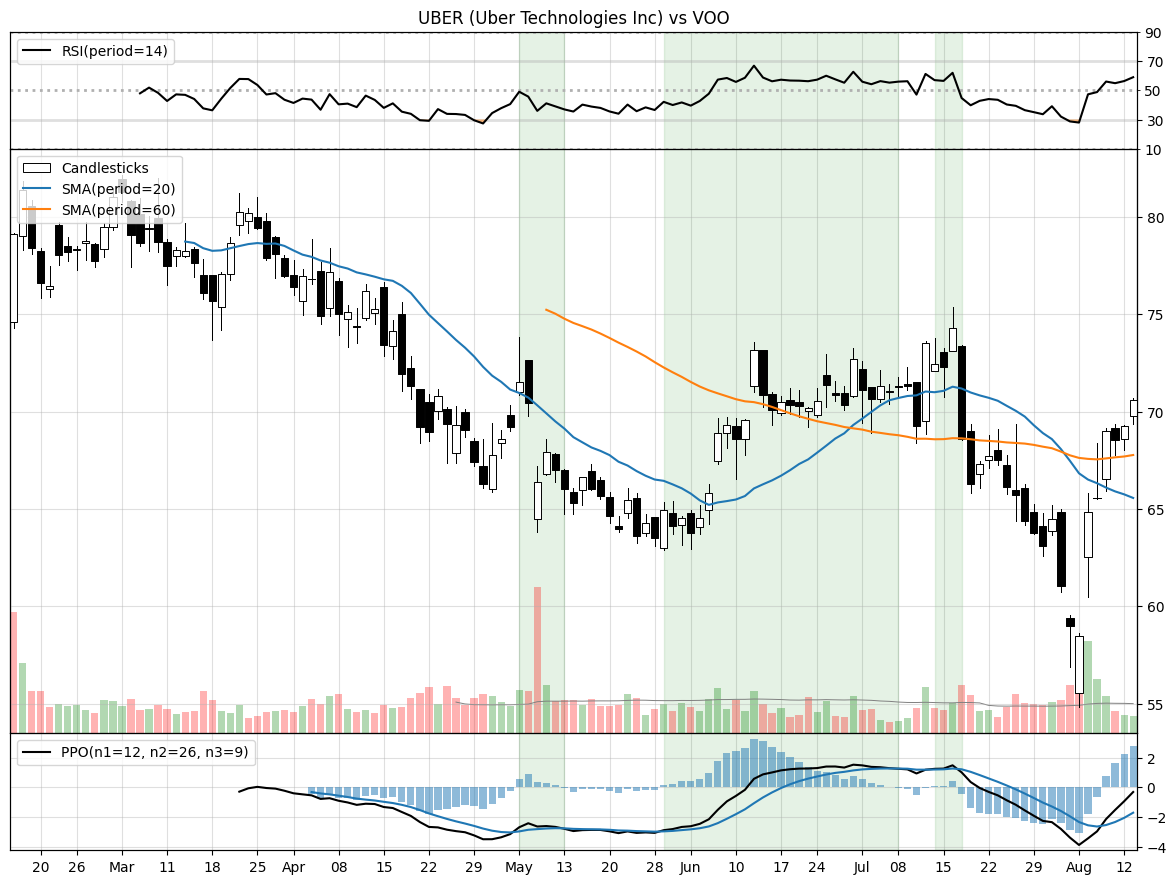 UBER (Uber Technologies Inc) vs VOO
RSI(period=14)
90
70
50
30
10
Candlesticks
SMA(period=20)
SMA(period=60)
80
75
70
65
60
55
PPO(n1=12, n2=26, n3=9)
2
0
−2
−4
20 26 Mar 11 18 25 Apr 08 15 22 29 May 13 20 28 Jun 10 17 24 Jul 08 15 22 29 Aug 12